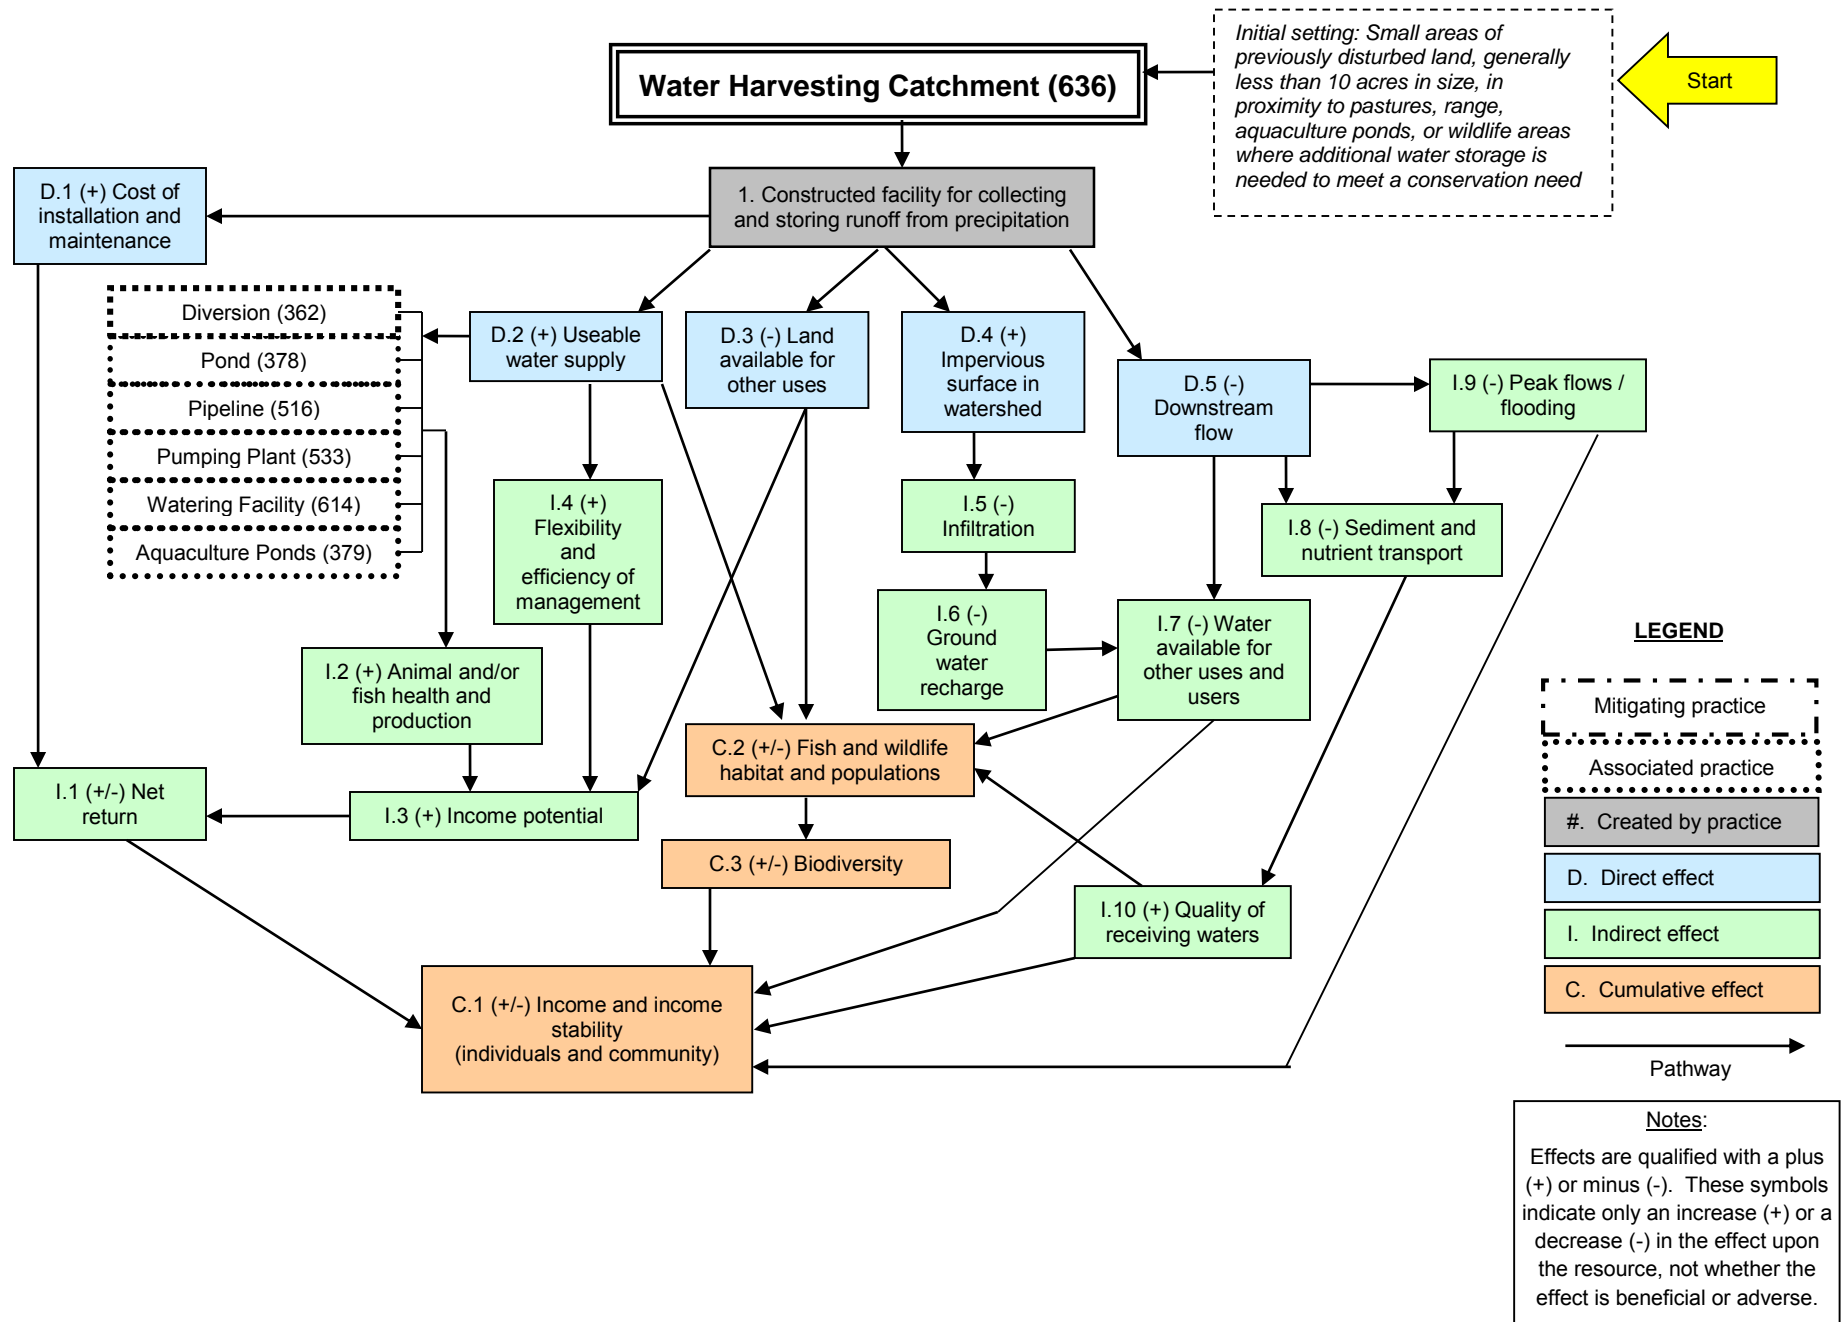 Initial setting: Small areas of
previously disturbed land, generally
less than 10 acres in size, in
proximity to pastures, range,
aquaculture ponds, or wildlife areas
where additional water storage is
needed to meet a conservation need
Start
Water Harvesting Catchment (636)
1. Constructed facility for collecting
and storing runoff from precipitation
D.1 (+) Cost of
installation and
maintenance
Diversion (362)
Pond (378)
Pipeline (516)
Pumping Plant (533)
Watering Facility (614)
Aquaculture Ponds (379)
D.2 (+) Useable
water supply
D.3 (-) Land
available for
other uses
D.4 (+)
Impervious
surface in
watershed
D.5 (-)
Downstream
flow
I.9 (-) Peak flows /
flooding
I.4 (+)
Flexibility
and
efficiency of
management
I.5 (-)
Infiltration
I.8 (-) Sediment and
nutrient transport
I.6 (-)
Ground
water
recharge
I.7 (-) Water
available for
other uses and
users
I.2 (+) Animal and/or
fish health and
production
C.2 (+/-) Fish and wildlife
habitat and populations
I.1 (+/-) Net
return
I.3 (+) Income potential
C.3 (+/-) Biodiversity
I.10 (+) Quality of
receiving waters
C.1 (+/-) Income and income
stability
(individuals and community)
LEGEND
Mitigating practice
Associated practice
#. Created by practice
D. Direct effect
I. Indirect effect
C. Cumulative effect
Pathway
Notes:
Effects are qualified with a plus
(+) or minus (-). These symbols
indicate only an increase (+) or a
decrease (-) in the effect upon
the resource, not whether the
effect is beneficial or adverse.